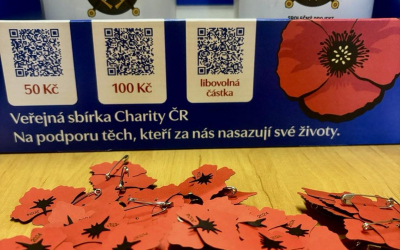 50 Kč
100 Kč
libovolná
částka
Veřejná sbírka Charity ČR
Na podporu těch, kteří za nás nasazují své životy.